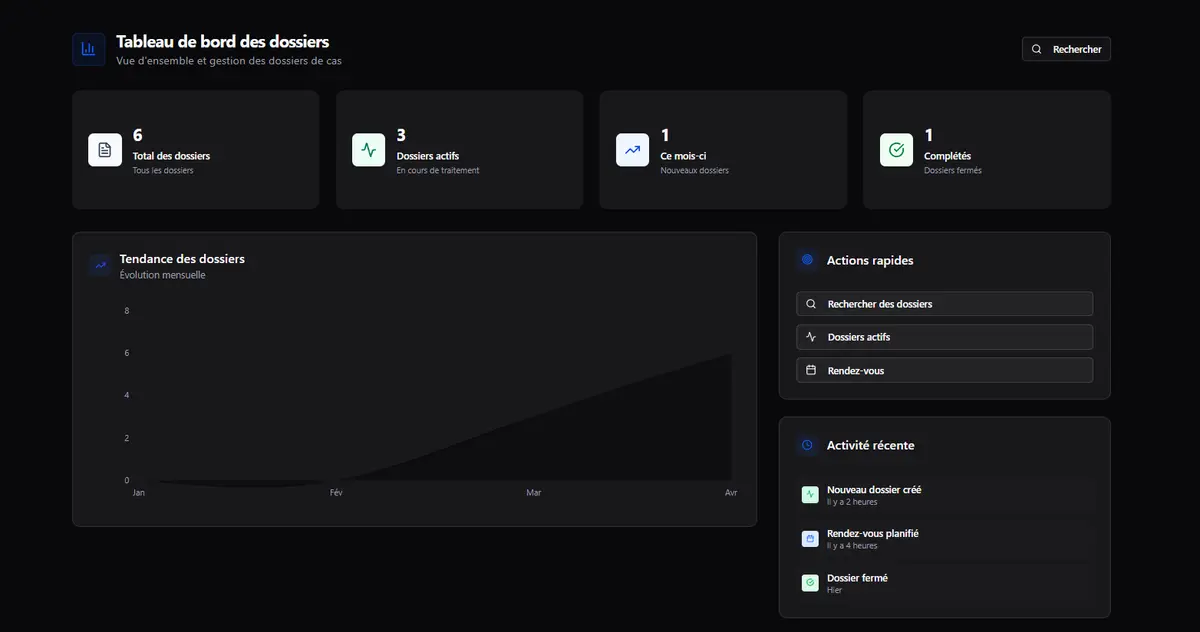 Tableau de bord des dossiers
Vue d'ensemble et gestion des dossiers de cas
Rechercher
6
Total des dossiers
Tous les dossiers
3
Dossiers actifs
En cours de traitement
1
Ce mois-ci
Nouveaux dossiers
1
Complétés
Dossiers fermés
Tendance des dossiers
Évolution mensuelle
8
6
4
2
0
Jan
Fév
Mar
Avr
Actions rapides
Rechercher des dossiers
Dossiers actifs
Rendez-vous
Activité récente
Nouveau dossier créé
Il y a 2 heures
Rendez-vous planifié
Il y a 4 heures
Dossier fermé
Hier